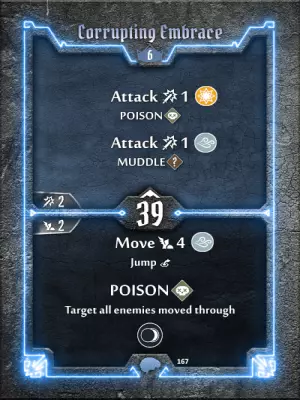 Corrupting Embrace
6
Attack 1
POISON
Attack 1
MUDDLE ?
2
39
2
Move 4
Jump
POISON
Target all enemies moved through
167